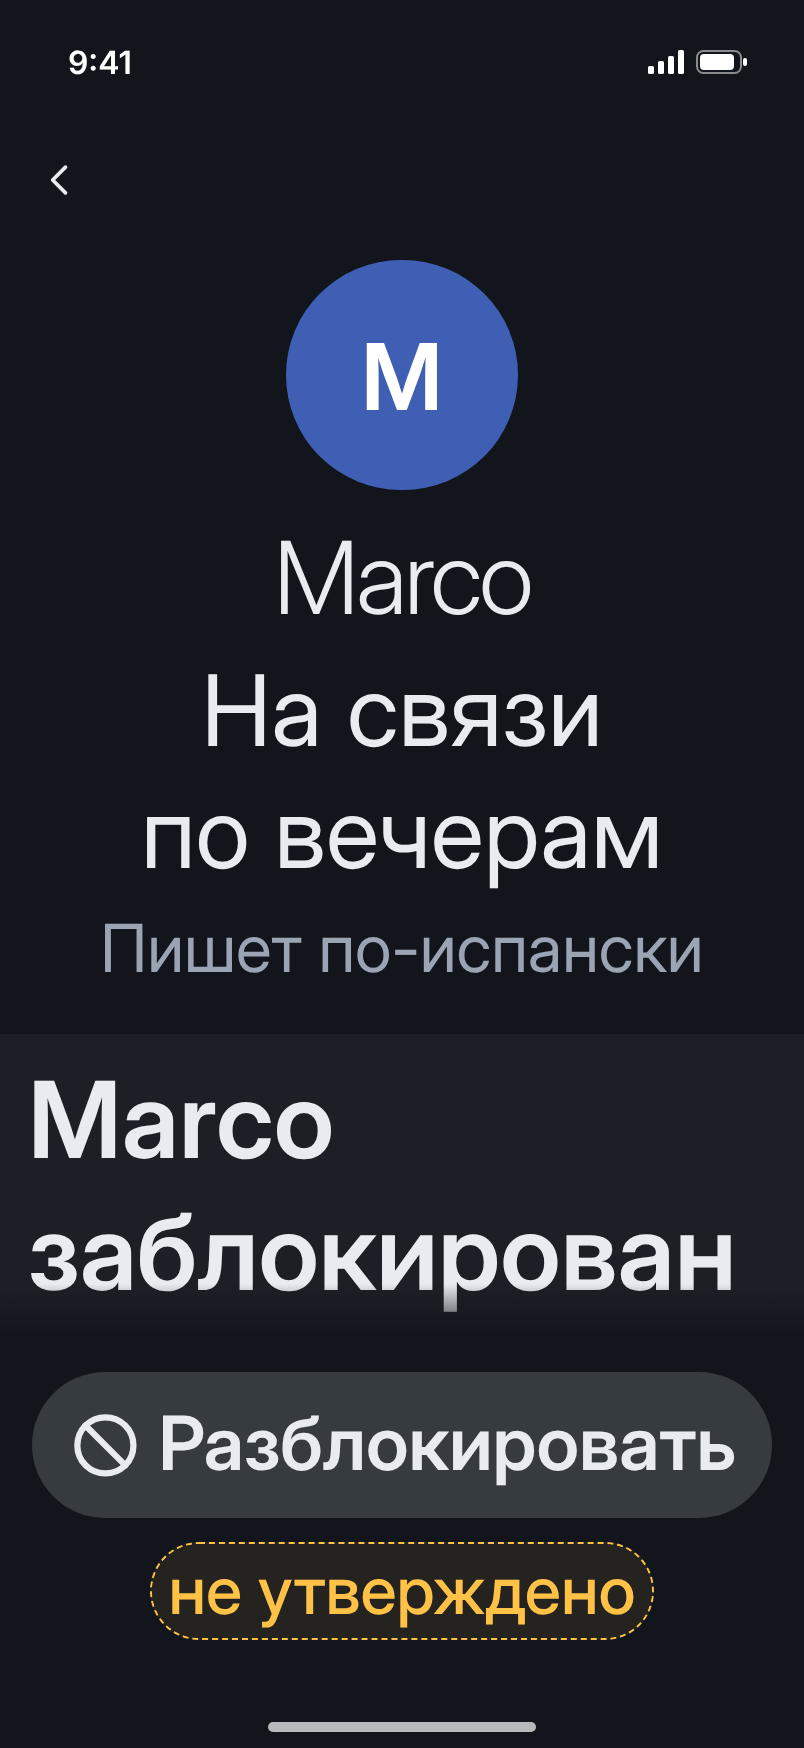 9:41
M
Marco
На связи
по вечерам
Пишет по-испански
Marco
заблокирован
Разблокировать
не утверждено